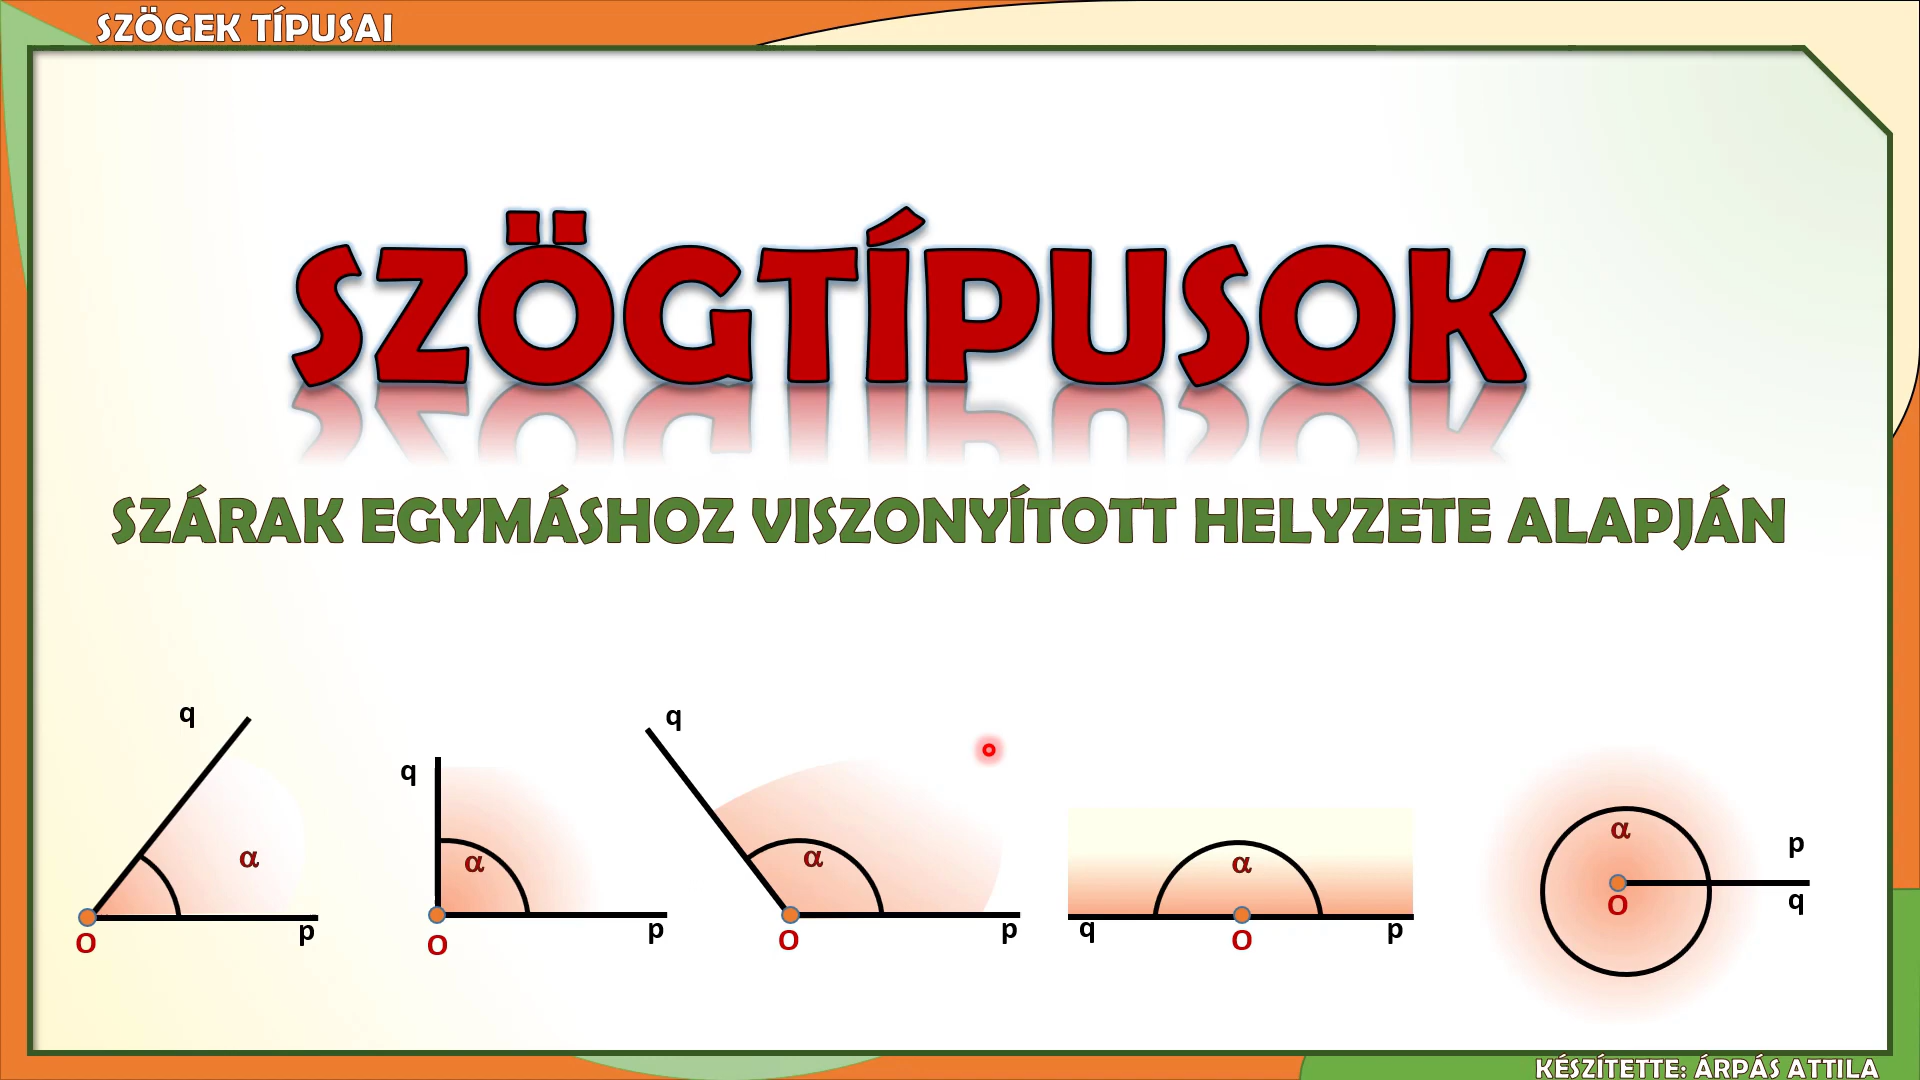 SZÖGEK TÍPUSAI
SZÖGTÍPUSOK
SZÁRAK EGYMÁSHOZ VISZONYÍTOTT HELYZETE ALAPJÁN
q α O p
q α O p
q α O p
q α O p
α O p q
KÉSZÍTETTE: ÁRPÁS ATTILA